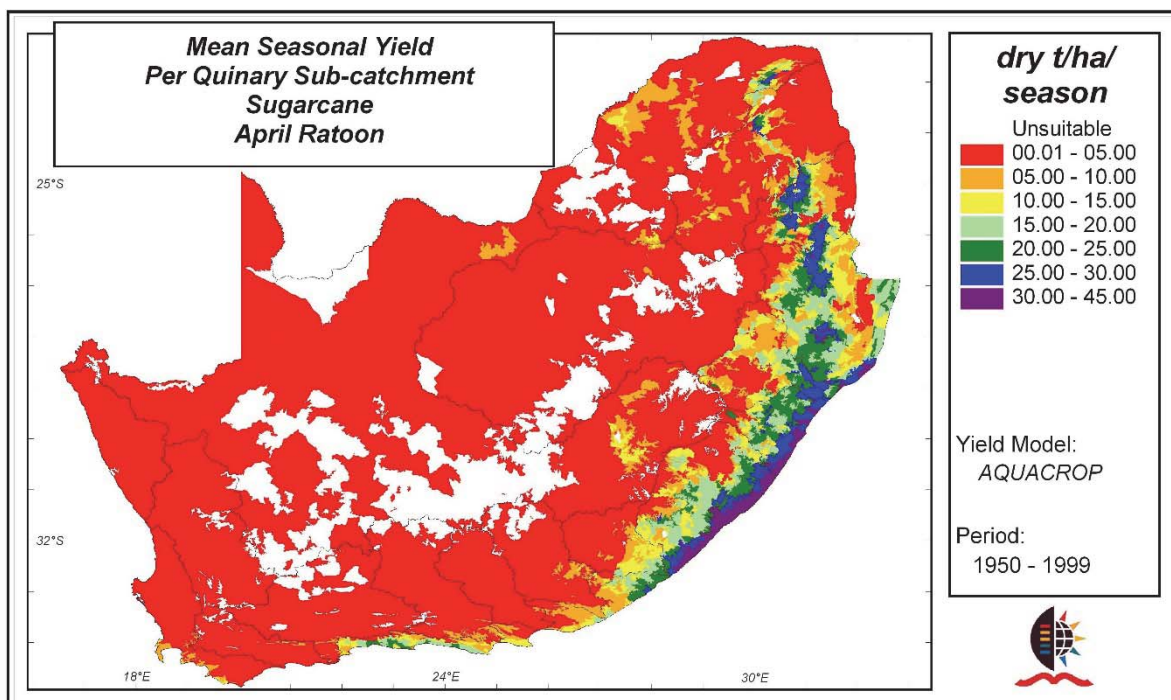 Mean Seasonal Yield
Per Quinary Sub-catchment
Sugarcane
April Ratoon
dry t/ha/
season
Unsuitable
00.01 - 05.00
05.00 - 10.00
10.00 - 15.00
15.00 - 20.00
20.00 - 25.00
25.00 - 30.00
30.00 - 45.00
Yield Model:
AQUACROP
Period:
1950 - 1999
25°S
32°S
18°E
24°E
30°E